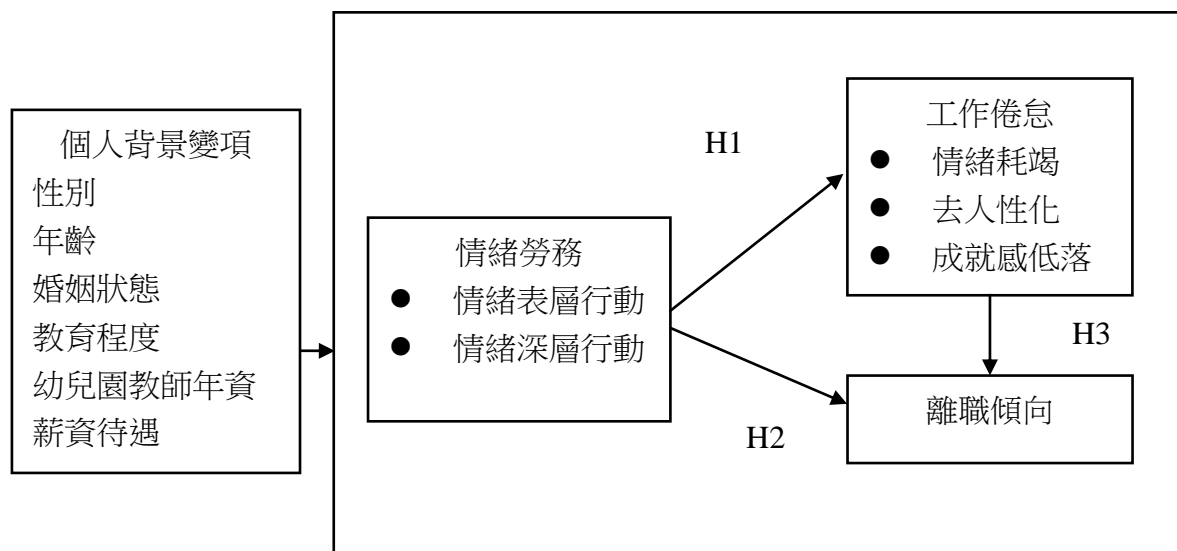 個人背景變項
性別
年齡
婚姻狀態
教育程度
幼兒園教師年資
薪資待遇
情緒勞務
● 情緒表層行動
● 情緒深層行動
H1
H2
工作倦怠
● 情緒耗竭
● 去人性化
● 成就感低落
H3
離職傾向